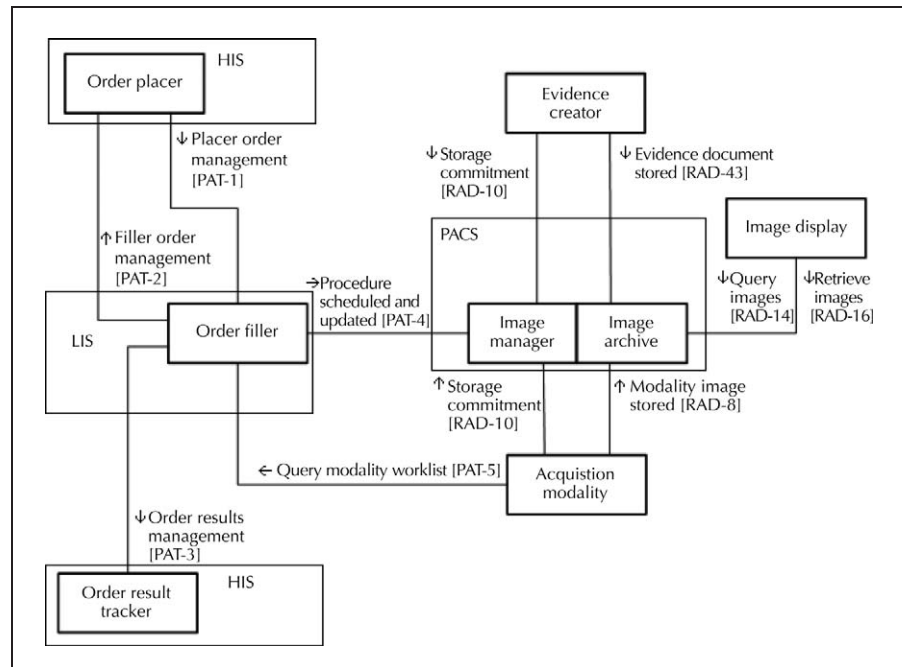 HIS
Order placer
Evidence
creator
↓ Placer order
management
[PAT-1]
↓ Storage
commitment
[RAD-10]
↓ Evidence document
stored [RAD-43]
PACS
Image display
↑ Filler order
management
[PAT-2]
→Procedure
scheduled and
updated [PAT-4]
↓Query
images
[RAD-14]
↓Retrieve
images
[RAD-16]
LIS
Order filler
Image
manager
Image
archive
↑ Storage
commitment
[RAD-10]
↑ Modality image
stored [RAD-8]
← Query modality worklist [PAT-5]
Acquistion
modality
↓Order results
management
[PAT-3]
HIS
Order result
tracker